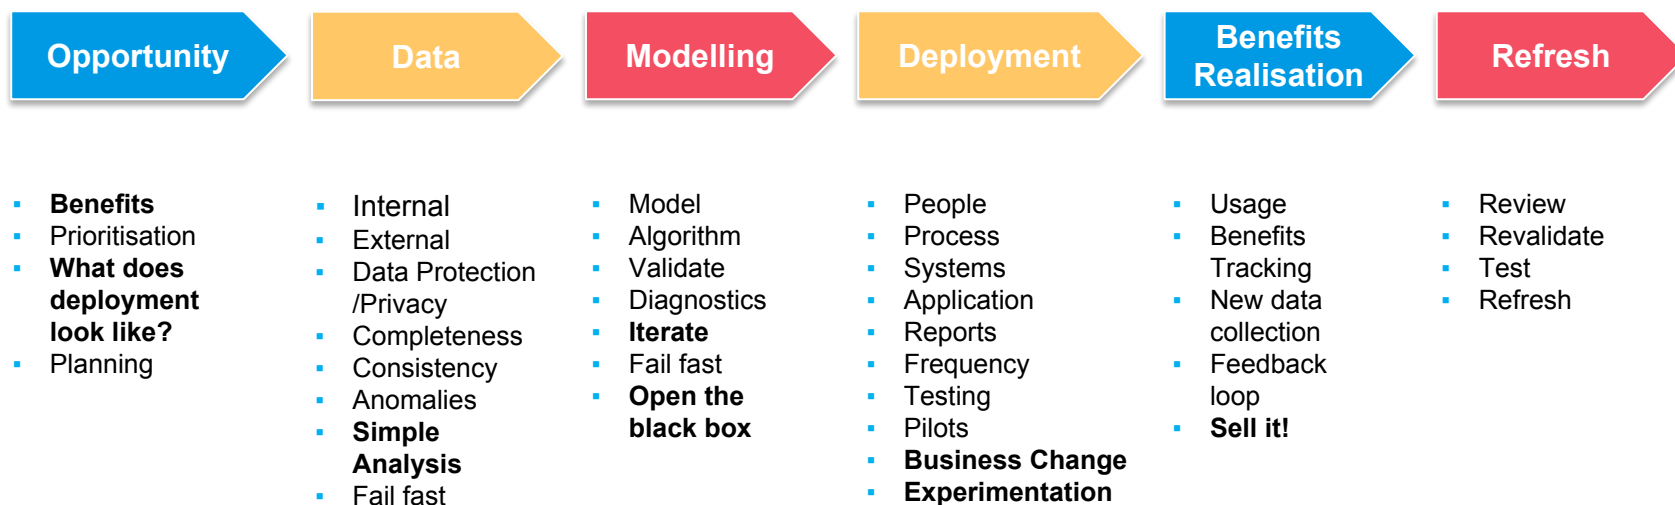 Opportunity
Data
Modelling
Deployment
Benefits
Realisation
Refresh
▪ Benefits
▪ Prioritisation
▪ What does
deployment
look like?
▪ Planning
▪ Internal
▪ External
▪ Data Protection
/Privacy
▪ Completeness
▪ Consistency
▪ Anomalies
▪ Simple
Analysis
▪ Fail fast
▪ Model
▪ Algorithm
▪ Validate
▪ Diagnostics
▪ Iterate
▪ Fail fast
▪ Open the
black box
▪ People
▪ Process
▪ Systems
▪ Application
▪ Reports
▪ Frequency
▪ Testing
▪ Pilots
▪ Business Change
▪ Experimentation
▪ Usage
▪ Benefits
Tracking
▪ New data
collection
▪ Feedback
loop
▪ Sell it!
▪ Review
▪ Revalidate
▪ Test
▪ Refresh